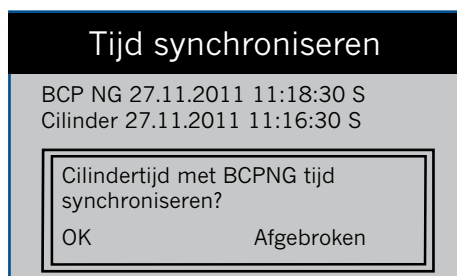 Tijd synchroniseren
BCP NG 27.11.2011 11:18:30 S
Cilinder 27.11.2011 11:16:30 S
Cilindertijd met BCPNG tijd
synchroniseren?
OK Afgebroken